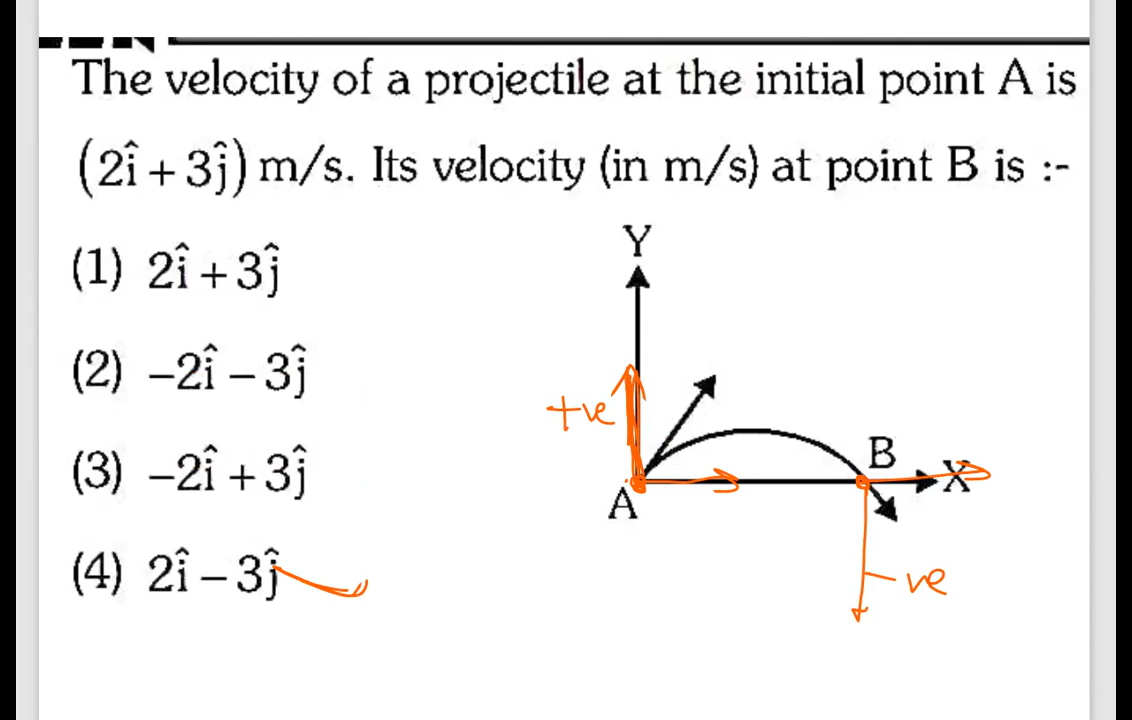 The velocity of a projectile at the initial point A is
(2î + 3ĵ) m/s. Its velocity (in m/s) at point B is :-
(1) 2î + 3ĵ
(2) −2î − 3ĵ
(3) −2î + 3ĵ
(4) 2î − 3ĵ
Y
+ve
B
X
A
−ve